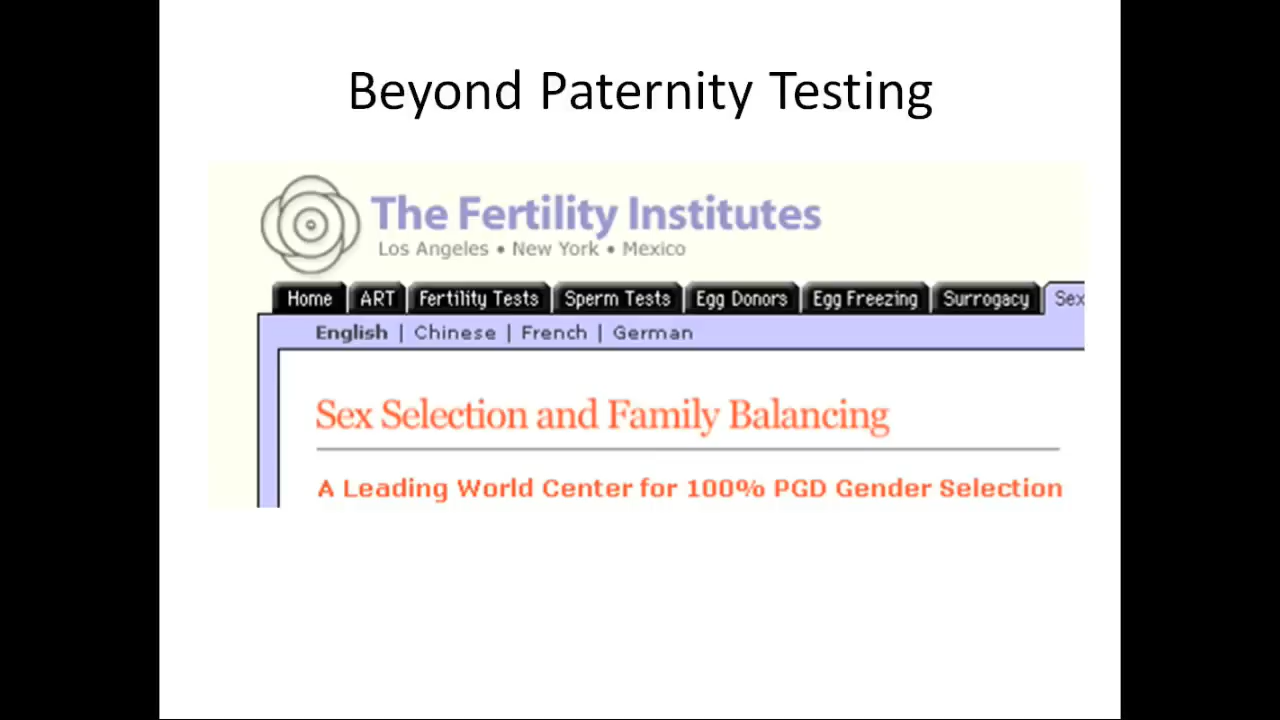 Beyond Paternity Testing
The Fertility Institutes
Los Angeles • New York • Mexico
Home ART Fertility Tests Sperm Tests Egg Donors Egg Freezing Surrogacy Sex
English | Chinese | French | German
Sex Selection and Family Balancing
A Leading World Center for 100% PGD Gender Selection